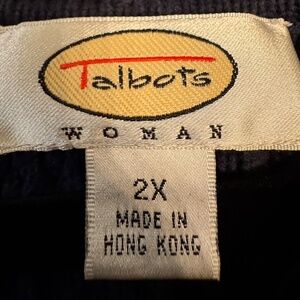 Talbots
WOMAN
2X
MADE IN
HONG KONG